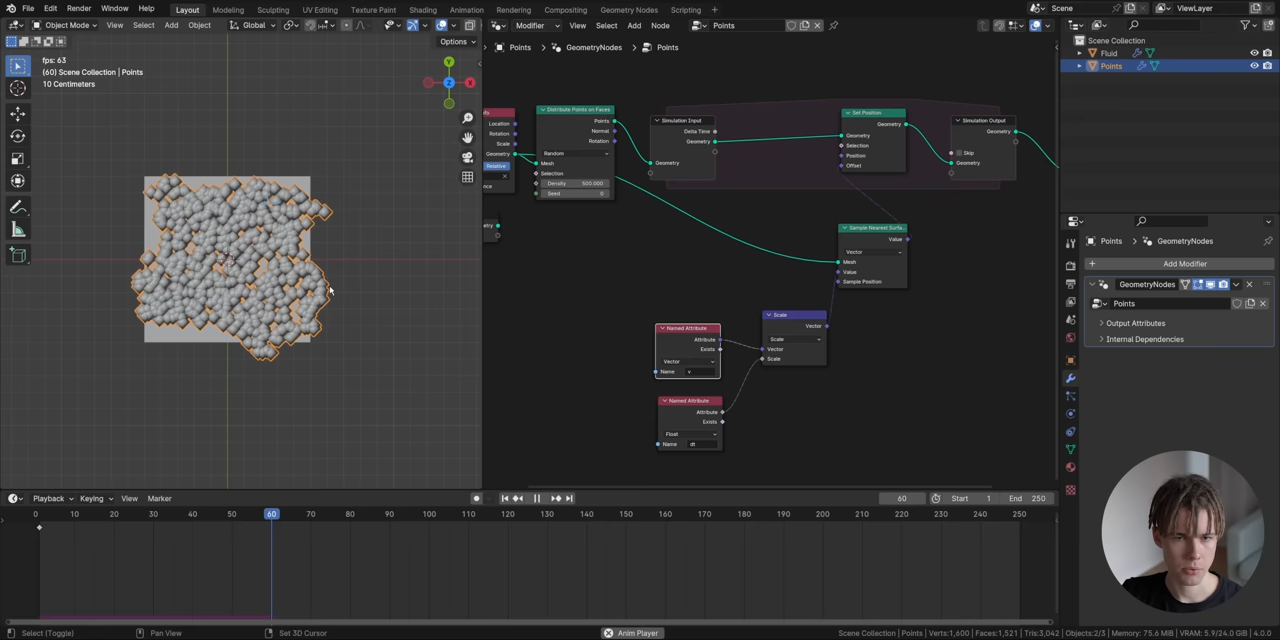 File Edit Render Window Help Layout Modeling Sculpting UV Editing Texture Paint Shading Animation Rendering Compositing Geometry Nodes Scripting + Scene ViewLayer
Object Mode View Select Add Object Global Modifier View Select Add Node Points
Options
Points > GeometryNodes > Points
fps: 63
(60) Scene Collection | Points
10 Centimeters
Y
X
Z
Location
Rotation
Scale
Geometry
Relative
Distribute Points on Faces
Points
Normal
Rotation
Random
Mesh
Selection
Density 500.000
Seed 0
Simulation Input
Delta Time
Geometry
Geometry
Set Position
Geometry
Geometry
Selection
Position
Offset
Simulation Output
Geometry
Skip
Geometry
Sample Nearest Surfa..
Value
Vector
Mesh
Value
Sample Position
Scale
Vector
Scale
Vector
Scale
Named Attribute
Attribute
Exists
Vector
Name v
Named Attribute
Attribute
Exists
Float
Name dt
Scene Collection
Fluid
Points
Points > GeometryNodes
Add Modifier
GeometryNodes
Points
Output Attributes
Internal Dependencies
Playback Keying View Marker 60 Start 1 End 250
0 10 20 30 40 50 60 70 80 90 100 110 120 130 140 150 160 170 180 190 200 210 220 230 240 250
Select (Toggle) Pan View Set 3D Cursor Anim Player Scene Collection | Points | Verts:1,600 | Faces:1,521 | Tris:3,042 | Objects:2/3 | Memory: 75.6 MiB | VRAM: 5.9/24.0 GiB | 4.0.0